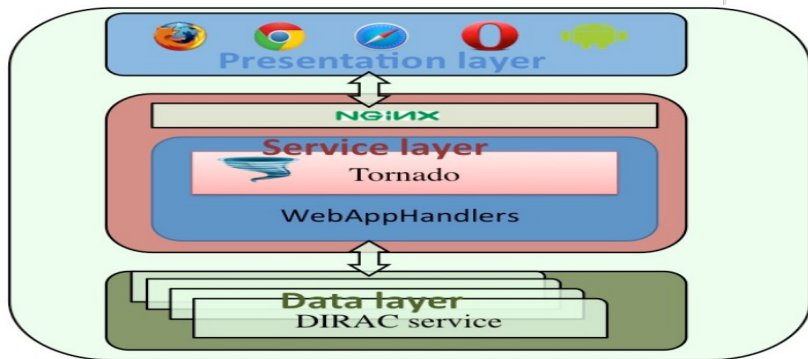 Presentation layer
NGiNX
Service layer
Tornado
WebAppHandlers
Data layer
DIRAC service